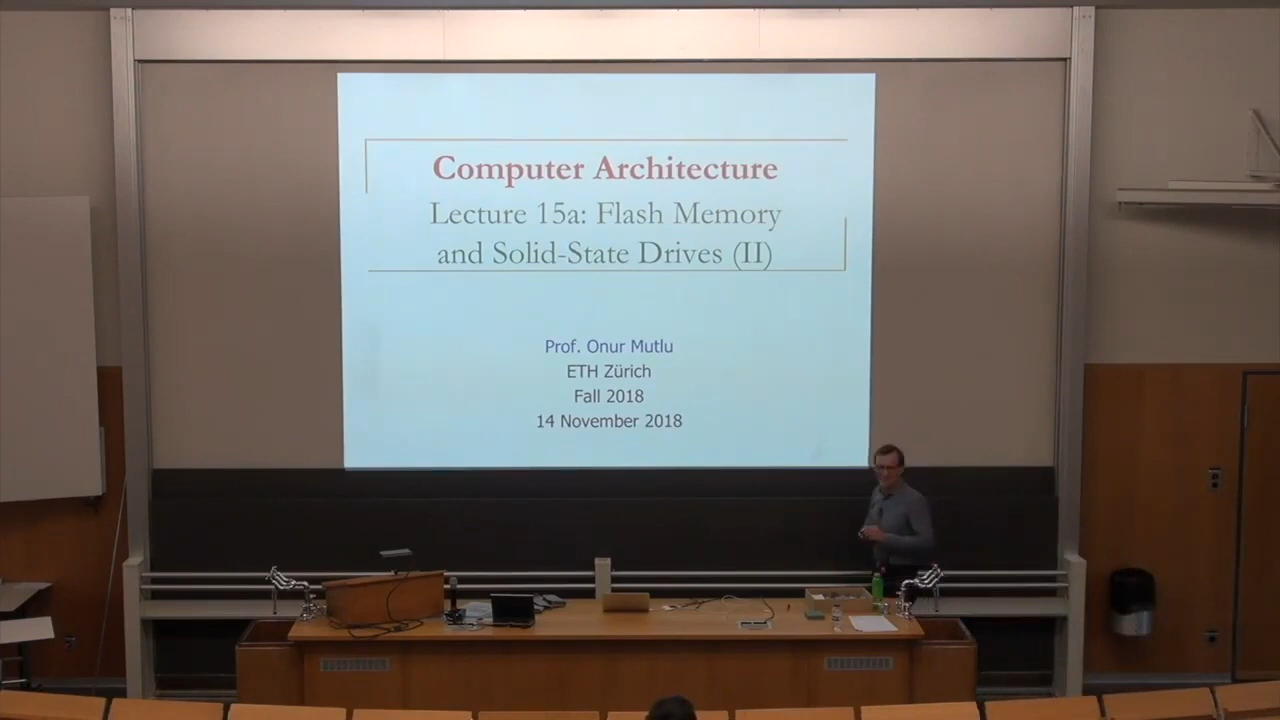 Computer Architecture
Lecture 15a: Flash Memory
and Solid-State Drives (II)
Prof. Onur Mutlu
ETH Zürich
Fall 2018
14 November 2018